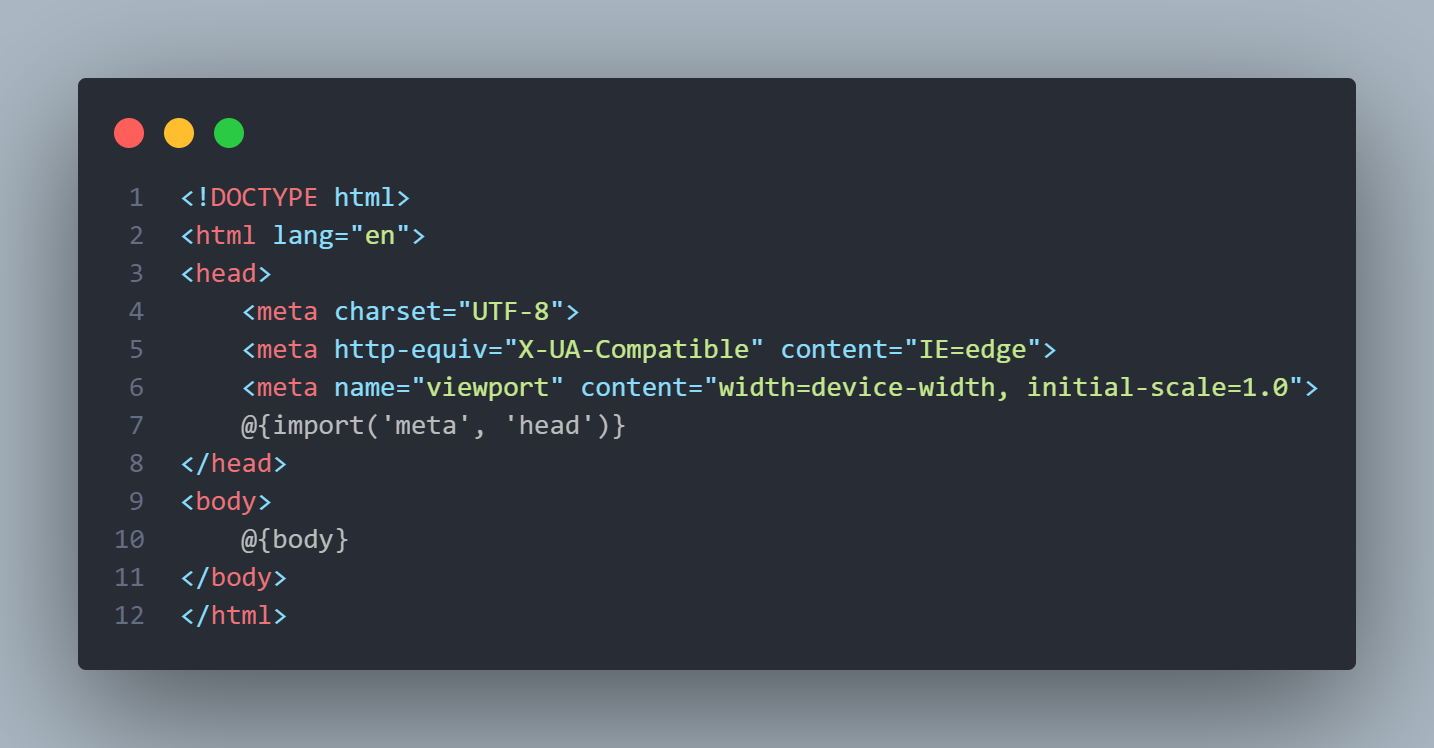 1 <!DOCTYPE html>
2 <html lang="en">
3 <head>
4     <meta charset="UTF-8">
5     <meta http-equiv="X-UA-Compatible" content="IE=edge">
6     <meta name="viewport" content="width=device-width, initial-scale=1.0">
7     @{import('meta', 'head')}
8 </head>
9 <body>
10     @{body}
11 </body>
12 </html>